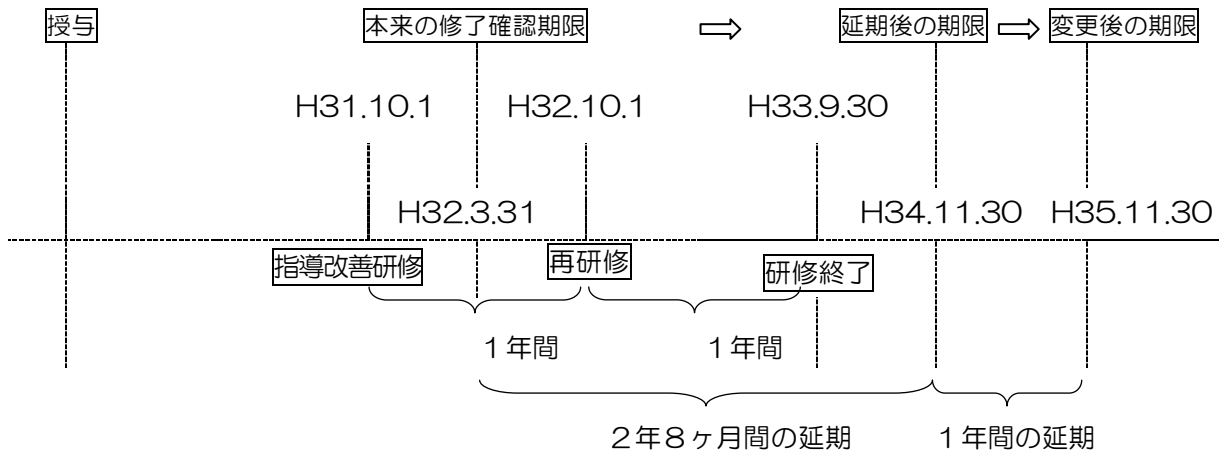 授与 本来の修了確認期限 ⇨ 延期後の期限 ⇨ 変更後の期限
H31.10.1 H32.10.1 H33.9.30
H32.3.31 H34.11.30 H35.11.30
指導改善研修 再研修 研修終了
１年間 １年間
２年８ヶ月間の延期 １年間の延期